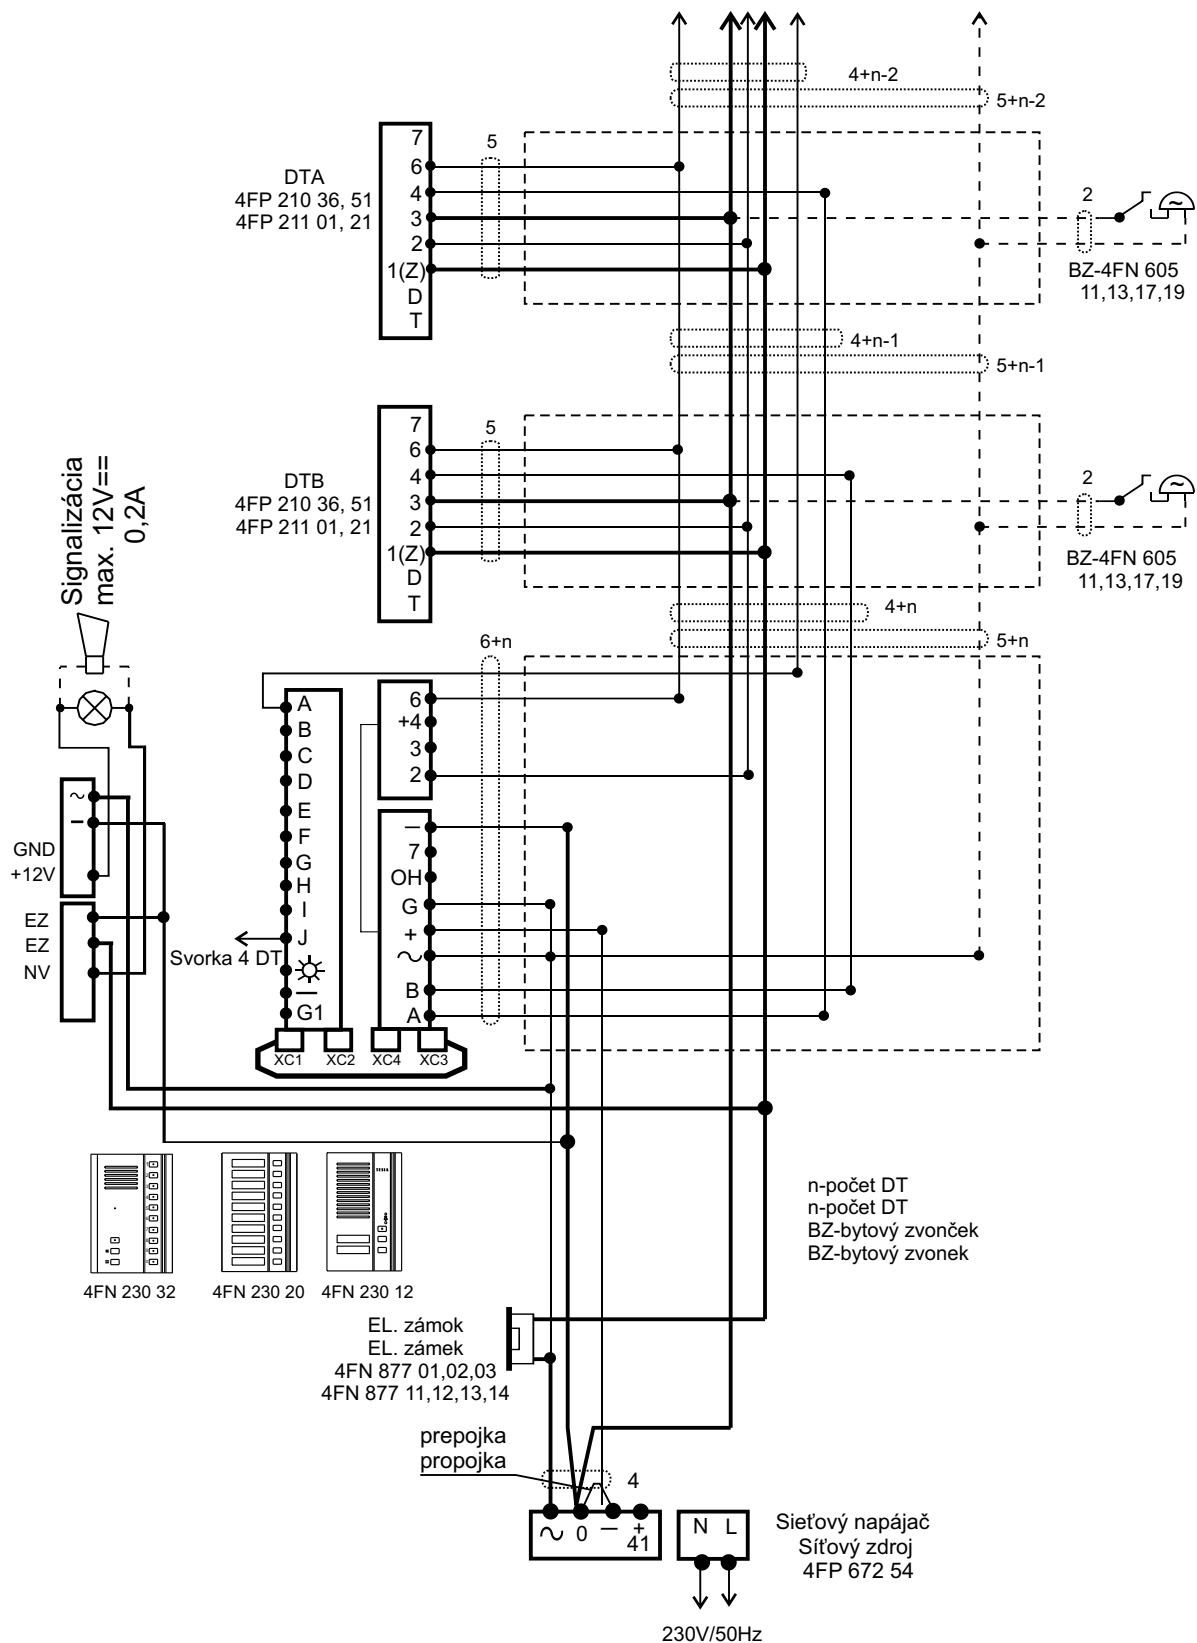 4+n-2
5+n-2
DTA
4FP 210 36, 51
4FP 211 01, 21
7
6
4
3
2
1(Z)
D
T
5
2
BZ-4FN 605
11,13,17,19
4+n-1
5+n-1
DTB
4FP 210 36, 51
4FP 211 01, 21
7
6
4
3
2
1(Z)
D
T
5
2
BZ-4FN 605
11,13,17,19
4+n
5+n
6+n
Signalizácia
max. 12V==
0,2A
~
–
GND
+12V
EZ
EZ
NV
A
B
C
D
E
F
G
H
I
J
—
G1
Svorka 4 DT
6
+4
3
2
—
7
OH
G
+
~
B
A
XC1
XC2
XC4
XC3
4FN 230 32
4FN 230 20
TESLA
4FN 230 12
n-počet DT
n-počet DT
BZ-bytový zvonček
BZ-bytový zvonek
EL. zámok
EL. zámek
4FN 877 01,02,03
4FN 877 11,12,13,14
prepojka
propojka
4
~ 0 — +
41
N L
Sieťový napájač
Síťový zdroj
4FP 672 54
230V/50Hz